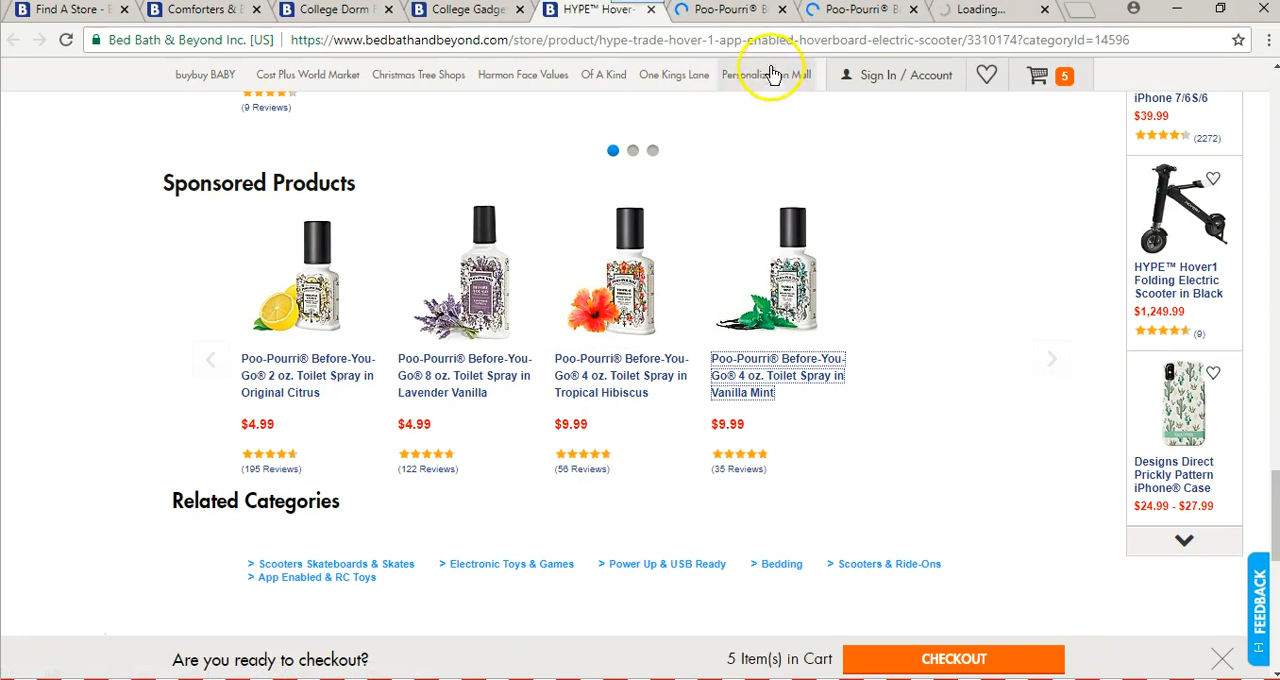 Find A Store - B
Comforters & B
College Dorm F
College Gadge
HYPE™ Hover-
Poo-Pourri® B
Poo-Pourri® Be
Loading...
Bed Bath & Beyond Inc. [US]
https://www.bedbathandbeyond.com/store/product/hype-trade-hover-1-app-enabled-hoverboard-electric-scooter/3310174?categoryId=14596
buybuy BABY
Cost Plus World Market
Christmas Tree Shops
Harmon Face Values
Of A Kind
One Kings Lane
Personalization Mall
Sign In / Account
5
(9 Reviews)
iPhone 7/6S/6
$39.99
(2272)
Sponsored Products
HYPE™ Hover1
Folding Electric
Scooter in Black
$1,249.99
(9)
Poo-Pourri® Before-You-
Go® 2 oz. Toilet Spray in
Original Citrus
$4.99
(195 Reviews)
Poo-Pourri® Before-You-
Go® 8 oz. Toilet Spray in
Lavender Vanilla
$4.99
(122 Reviews)
Poo-Pourri® Before-You-
Go® 4 oz. Toilet Spray in
Tropical Hibiscus
$9.99
(56 Reviews)
Poo-Pourri® Before-You-
Go® 4 oz. Toilet Spray in
Vanilla Mint
$9.99
(35 Reviews)
Designs Direct
Prickly Pattern
iPhone® Case
$24.99 - $27.99
Related Categories
> Scooters Skateboards & Skates
> Electronic Toys & Games
> Power Up & USB Ready
> Bedding
> Scooters & Ride-Ons
> App Enabled & RC Toys
FEEDBACK
Are you ready to checkout?
5 Item(s) in Cart
CHECKOUT